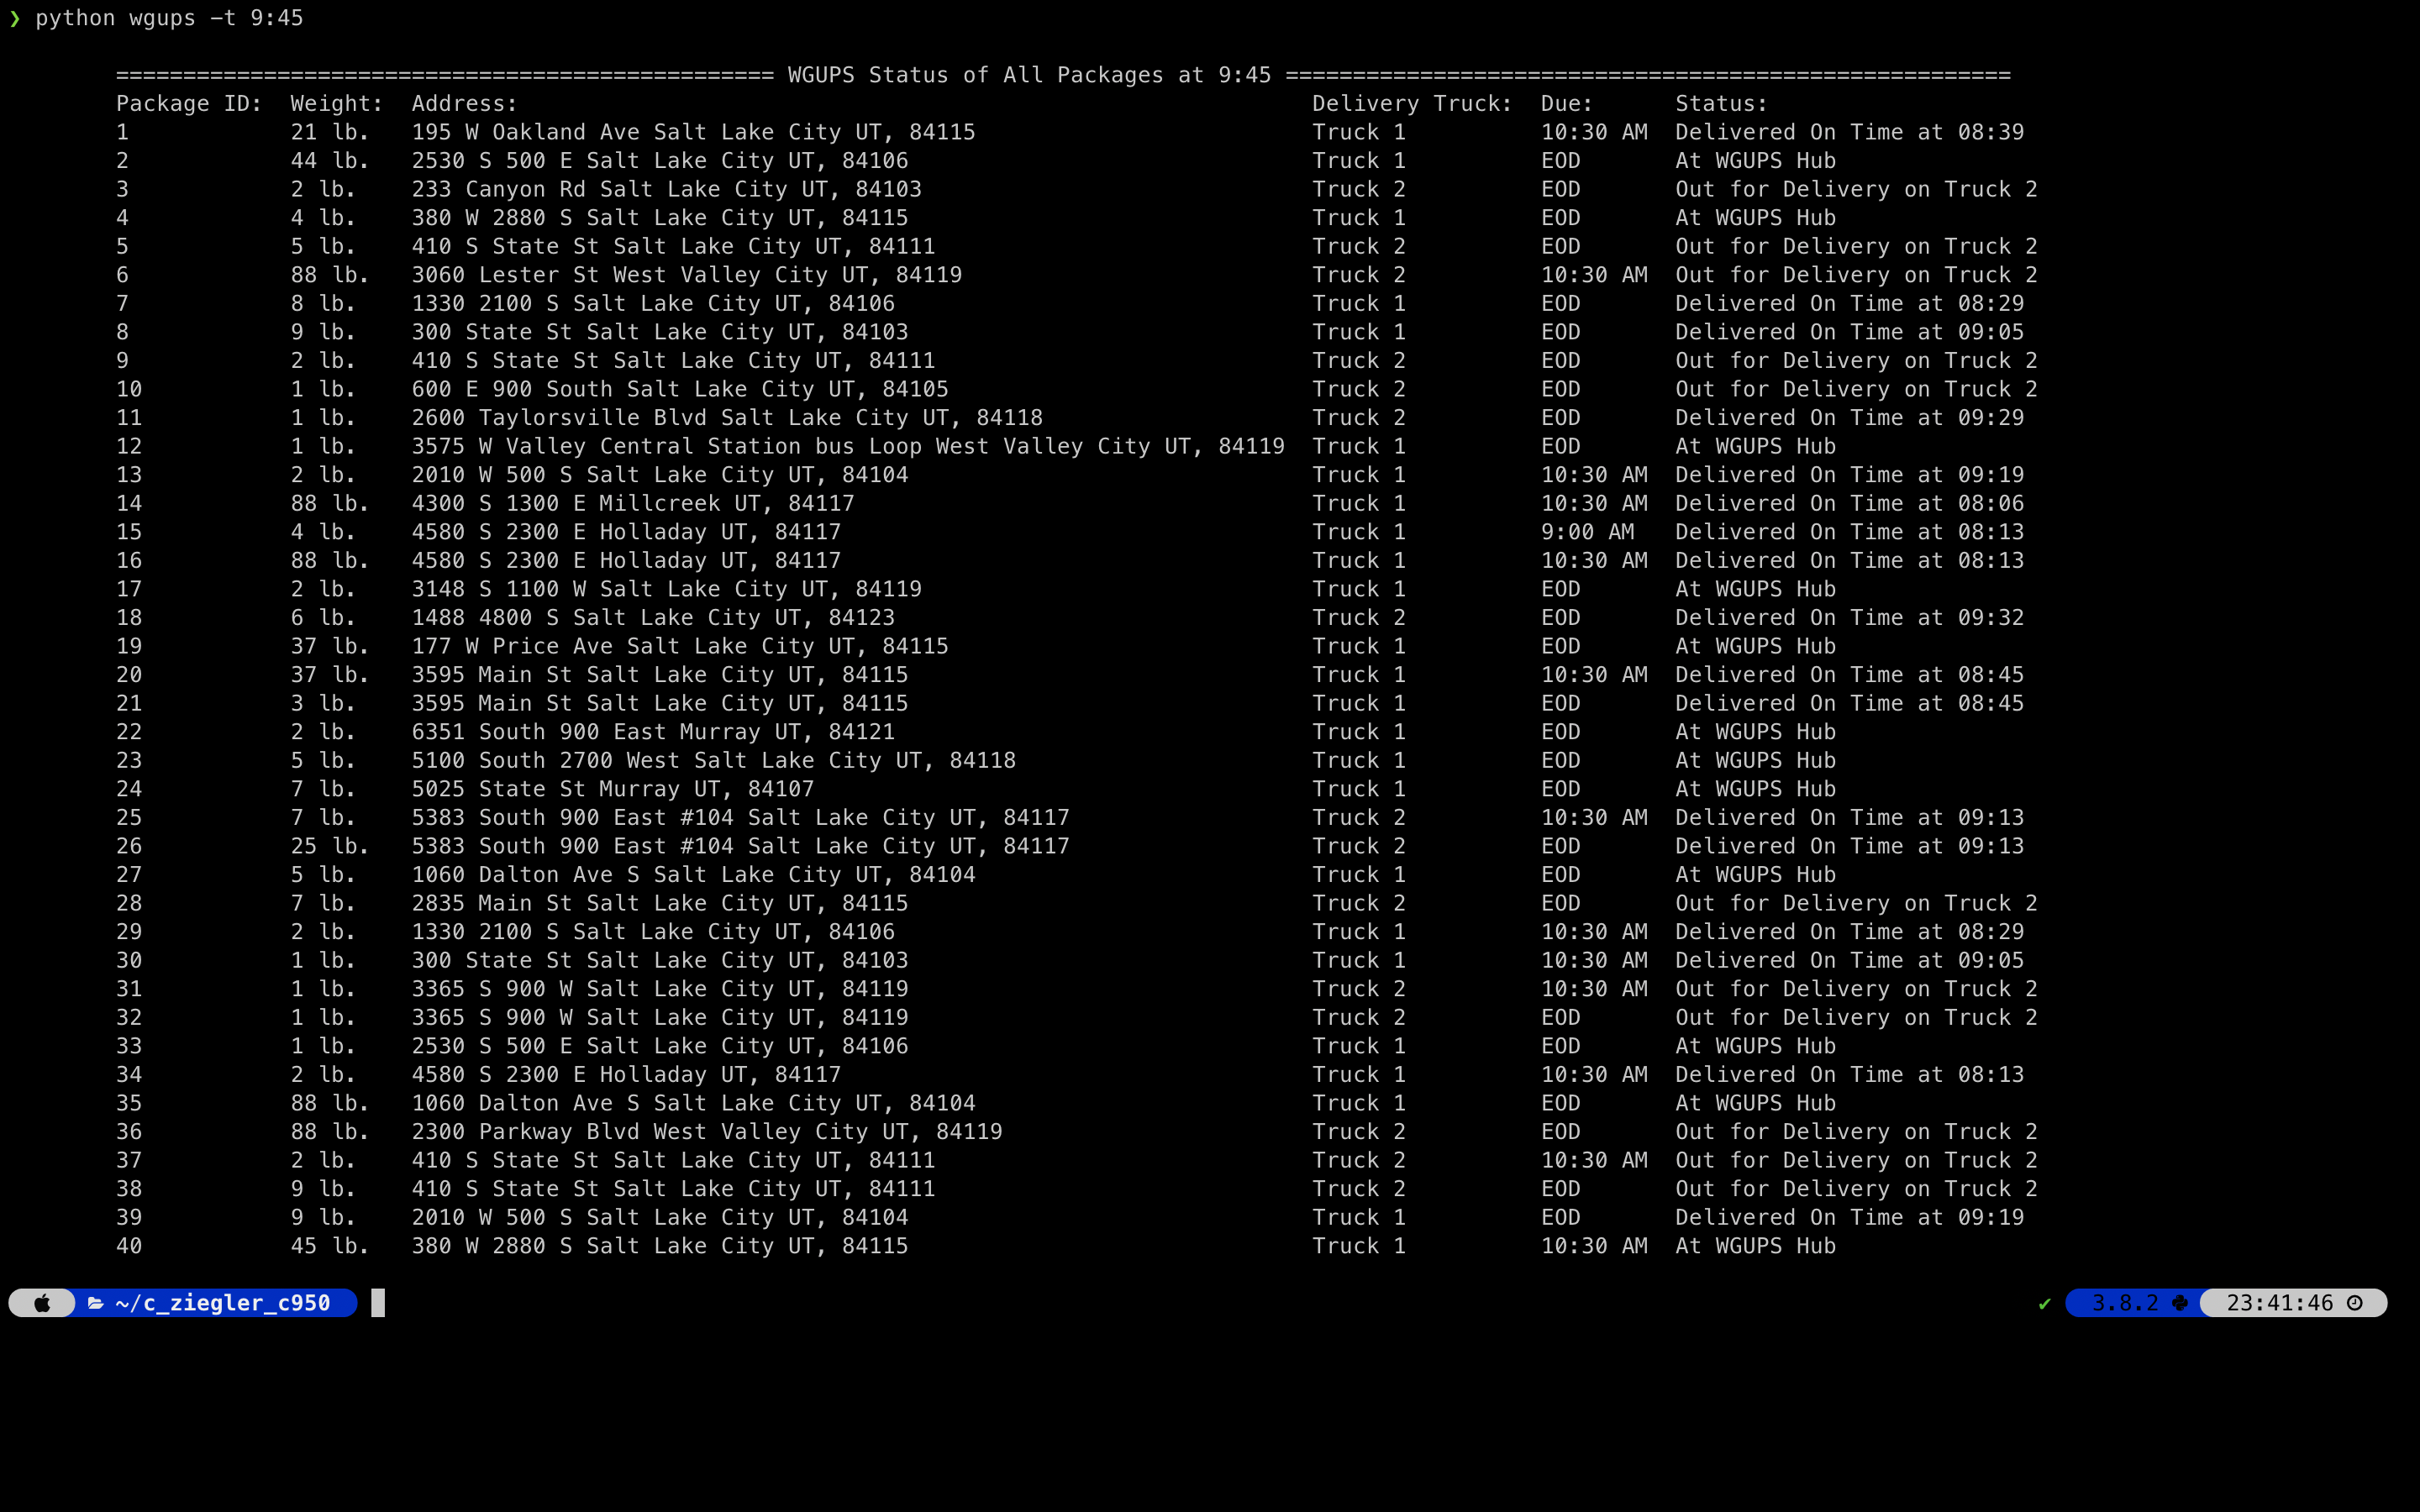 ❯ python wgups -t 9:45
================================================= WGUPS Status of All Packages at 9:45 ======================================================
Package ID:  Weight:  Address:                                                           Delivery Truck:  Due:      Status:
1            21 lb.   195 W Oakland Ave Salt Lake City UT, 84115                         Truck 1          10:30 AM  Delivered On Time at 08:39
2            44 lb.   2530 S 500 E Salt Lake City UT, 84106                              Truck 1          EOD       At WGUPS Hub
3            2 lb.    233 Canyon Rd Salt Lake City UT, 84103                             Truck 2          EOD       Out for Delivery on Truck 2
4            4 lb.    380 W 2880 S Salt Lake City UT, 84115                              Truck 1          EOD       At WGUPS Hub
5            5 lb.    410 S State St Salt Lake City UT, 84111                            Truck 2          EOD       Out for Delivery on Truck 2
6            88 lb.   3060 Lester St West Valley City UT, 84119                          Truck 2          10:30 AM  Out for Delivery on Truck 2
7            8 lb.    1330 2100 S Salt Lake City UT, 84106                               Truck 1          EOD       Delivered On Time at 08:29
8            9 lb.    300 State St Salt Lake City UT, 84103                              Truck 1          EOD       Delivered On Time at 09:05
9            2 lb.    410 S State St Salt Lake City UT, 84111                            Truck 2          EOD       Out for Delivery on Truck 2
10           1 lb.    600 E 900 South Salt Lake City UT, 84105                           Truck 2          EOD       Out for Delivery on Truck 2
11           1 lb.    2600 Taylorsville Blvd Salt Lake City UT, 84118                    Truck 2          EOD       Delivered On Time at 09:29
12           1 lb.    3575 W Valley Central Station bus Loop West Valley City UT, 84119  Truck 1          EOD       At WGUPS Hub
13           2 lb.    2010 W 500 S Salt Lake City UT, 84104                              Truck 1          10:30 AM  Delivered On Time at 09:19
14           88 lb.   4300 S 1300 E Millcreek UT, 84117                                  Truck 1          10:30 AM  Delivered On Time at 08:06
15           4 lb.    4580 S 2300 E Holladay UT, 84117                                   Truck 1          9:00 AM   Delivered On Time at 08:13
16           88 lb.   4580 S 2300 E Holladay UT, 84117                                   Truck 1          10:30 AM  Delivered On Time at 08:13
17           2 lb.    3148 S 1100 W Salt Lake City UT, 84119                             Truck 1          EOD       At WGUPS Hub
18           6 lb.    1488 4800 S Salt Lake City UT, 84123                               Truck 2          EOD       Delivered On Time at 09:32
19           37 lb.   177 W Price Ave Salt Lake City UT, 84115                           Truck 1          EOD       At WGUPS Hub
20           37 lb.   3595 Main St Salt Lake City UT, 84115                              Truck 1          10:30 AM  Delivered On Time at 08:45
21           3 lb.    3595 Main St Salt Lake City UT, 84115                              Truck 1          EOD       Delivered On Time at 08:45
22           2 lb.    6351 South 900 East Murray UT, 84121                               Truck 1          EOD       At WGUPS Hub
23           5 lb.    5100 South 2700 West Salt Lake City UT, 84118                      Truck 1          EOD       At WGUPS Hub
24           7 lb.    5025 State St Murray UT, 84107                                     Truck 1          EOD       At WGUPS Hub
25           7 lb.    5383 South 900 East #104 Salt Lake City UT, 84117                  Truck 2          10:30 AM  Delivered On Time at 09:13
26           25 lb.   5383 South 900 East #104 Salt Lake City UT, 84117                  Truck 2          EOD       Delivered On Time at 09:13
27           5 lb.    1060 Dalton Ave S Salt Lake City UT, 84104                         Truck 1          EOD       At WGUPS Hub
28           7 lb.    2835 Main St Salt Lake City UT, 84115                              Truck 2          EOD       Out for Delivery on Truck 2
29           2 lb.    1330 2100 S Salt Lake City UT, 84106                               Truck 1          10:30 AM  Delivered On Time at 08:29
30           1 lb.    300 State St Salt Lake City UT, 84103                              Truck 1          10:30 AM  Delivered On Time at 09:05
31           1 lb.    3365 S 900 W Salt Lake City UT, 84119                              Truck 2          10:30 AM  Out for Delivery on Truck 2
32           1 lb.    3365 S 900 W Salt Lake City UT, 84119                              Truck 2          EOD       Out for Delivery on Truck 2
33           1 lb.    2530 S 500 E Salt Lake City UT, 84106                              Truck 1          EOD       At WGUPS Hub
34           2 lb.    4580 S 2300 E Holladay UT, 84117                                   Truck 1          10:30 AM  Delivered On Time at 08:13
35           88 lb.   1060 Dalton Ave S Salt Lake City UT, 84104                         Truck 1          EOD       At WGUPS Hub
36           88 lb.   2300 Parkway Blvd West Valley City UT, 84119                       Truck 2          EOD       Out for Delivery on Truck 2
37           2 lb.    410 S State St Salt Lake City UT, 84111                            Truck 2          10:30 AM  Out for Delivery on Truck 2
38           9 lb.    410 S State St Salt Lake City UT, 84111                            Truck 2          EOD       Out for Delivery on Truck 2
39           9 lb.    2010 W 500 S Salt Lake City UT, 84104                              Truck 1          EOD       Delivered On Time at 09:19
40           45 lb.   380 W 2880 S Salt Lake City UT, 84115                              Truck 1          10:30 AM  At WGUPS Hub
~/c_ziegler_c950 ✔ 3.8.2 23:41:46